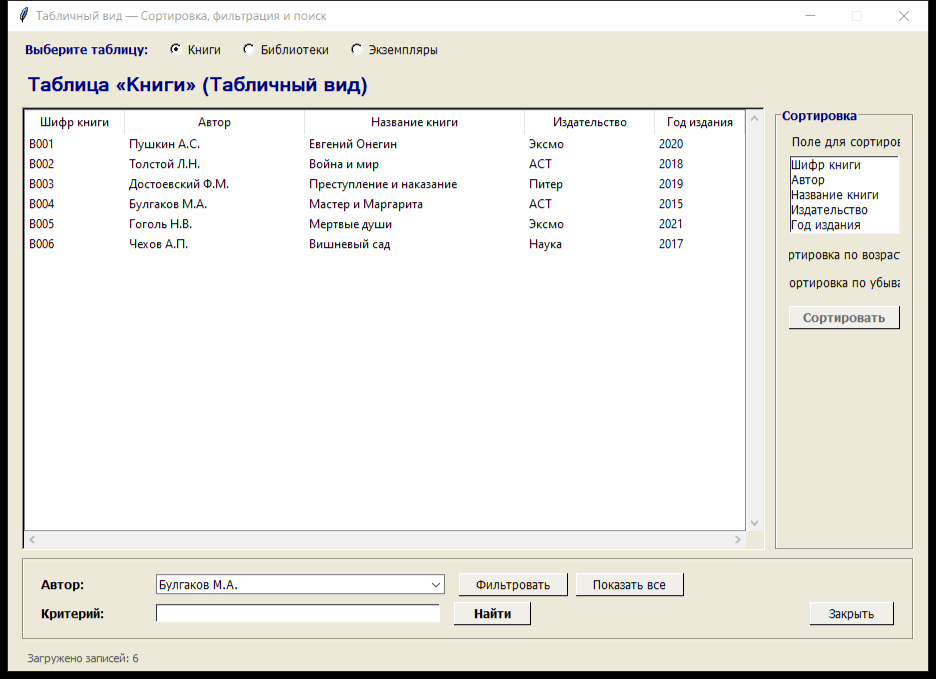 Табличный вид — Сортировка, фильтрация и поиск
Выберите таблицу: Книги Библиотеки Экземпляры
Таблица «Книги» (Табличный вид)
Шифр книги Автор Название книги Издательство Год издания
B001 Пушкин А.С. Евгений Онегин Эксмо 2020
B002 Толстой Л.Н. Война и мир АСТ 2018
B003 Достоевский Ф.М. Преступление и наказание Питер 2019
B004 Булгаков М.А. Мастер и Маргарита АСТ 2015
B005 Гоголь Н.В. Мертвые души Эксмо 2021
B006 Чехов А.П. Вишневый сад Наука 2017
Сортировка
Поле для сортиров
Шифр книги
Автор
Название книги
Издательство
Год издания
ртировка по возрас
ортировка по убыва
Сортировать
Автор: Булгаков М.А. Фильтровать Показать все
Критерий: Найти Закрыть
Загружено записей: 6